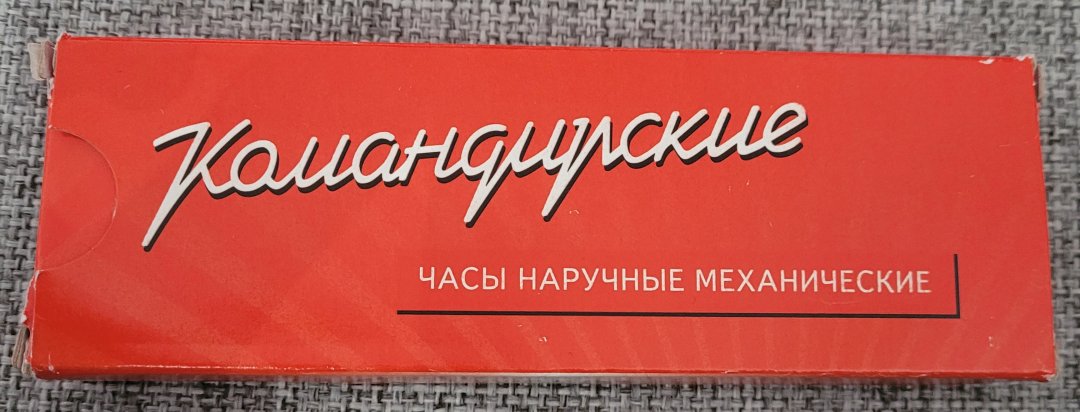 Командирские
ЧАСЫ НАРУЧНЫЕ МЕХАНИЧЕСКИЕ